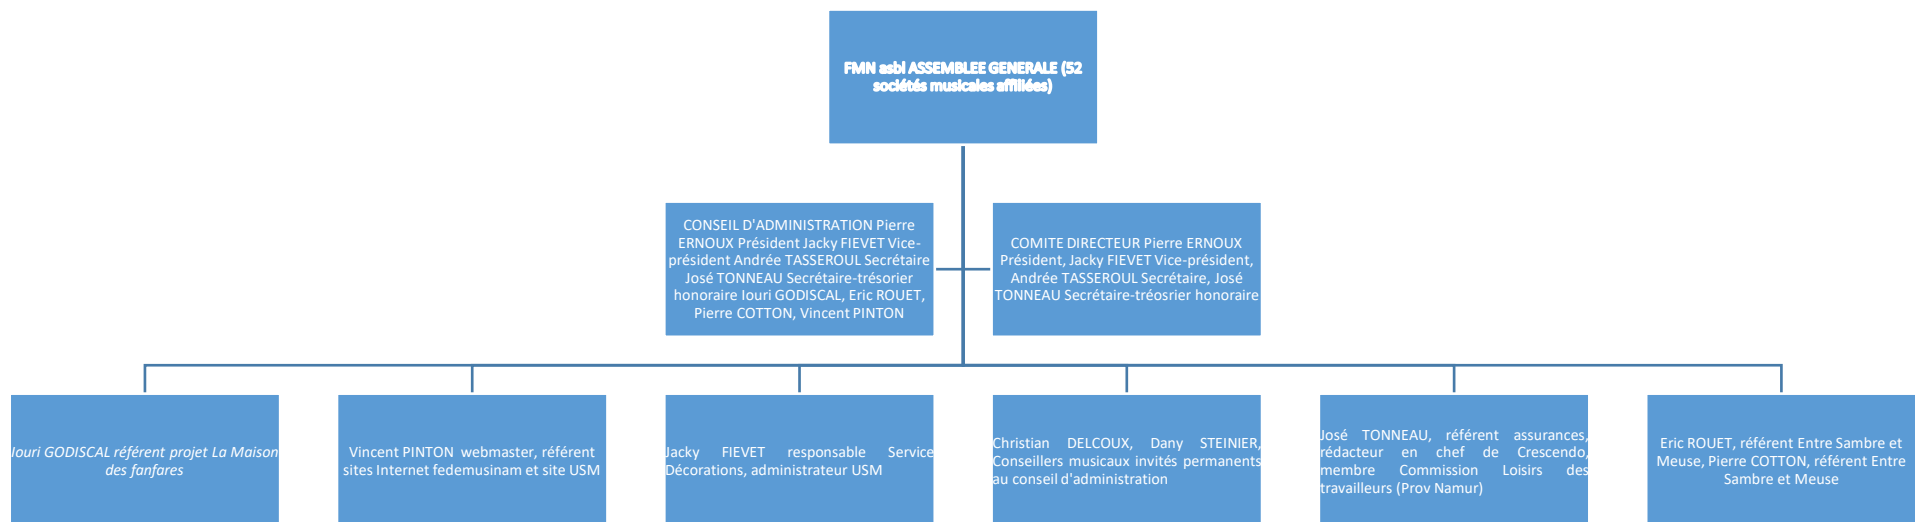 FMN asbl ASSEMBLEE GENERALE (52
sociétés musicales affiliées)
CONSEIL D'ADMINISTRATION Pierre
ERNOUX Président Jacky FIEVET Vice-
président Andrée TASSEROUL Secrétaire
José TONNEAU Secrétaire-trésorier
honoraire Iouri GODISCAL, Eric ROUET,
Pierre COTTON, Vincent PINTON
COMITE DIRECTEUR Pierre ERNOUX
Président, Jacky FIEVET Vice-président,
Andrée TASSEROUL Secrétaire, José
TONNEAU Secrétaire-tréosrier honoraire
Iouri GODISCAL référent projet La Maison
des fanfares
Vincent PINTON webmaster, référent
sites Internet fedemusinam et site USM
Jacky FIEVET responsable Service
Décorations, administrateur USM
Christian DELCOUX, Dany STEINIER,
Conseillers musicaux invités permanents
au conseil d'administration
José TONNEAU, référent assurances,
rédacteur en chef de Crescendo,
membre Commission Loisirs des
travailleurs (Prov Namur)
Eric ROUET, référent Entre Sambre et
Meuse, Pierre COTTON, référent Entre
Sambre et Meuse